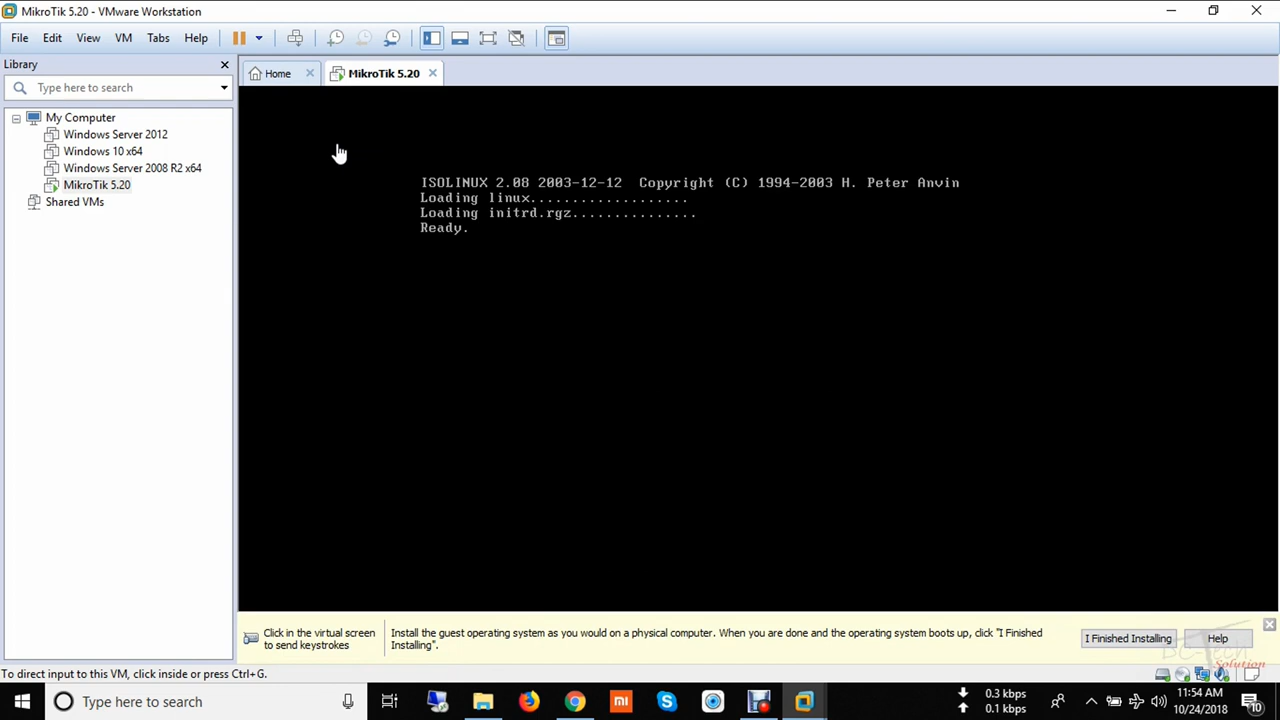 MikroTik 5.20 - VMware Workstation
File Edit View VM Tabs Help
Library
Type here to search
Home
MikroTik 5.20
My Computer
Windows Server 2012
Windows 10 x64
Windows Server 2008 R2 x64
MikroTik 5.20
Shared VMs
ISOLINUX 2.08 2003-12-12 Copyright (C) 1994-2003 H. Peter Anvin
Loading linux...................
Loading initrd.rgz...............
Ready.
Click in the virtual screen
to send keystrokes
Install the guest operating system as you would on a physical computer. When you are done and the operating system boots up, click "I Finished
Installing".
I Finished Installing
Help
Solution
To direct input to this VM, click inside or press Ctrl+G.
Type here to search
0.3 kbps
0.1 kbps
11:54 AM
10/24/2018
10